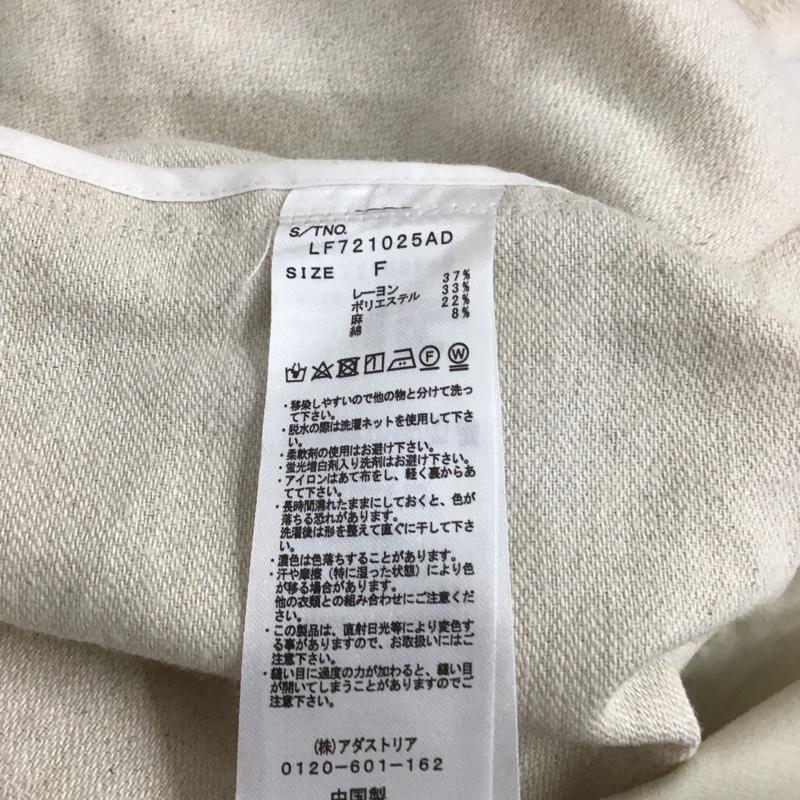 S/TNO.
LF721025AD
SIZE F
37%
レーヨン 33%
ポリエステル 22%
麻 8%
綿
F W
・移染しやすいので他の物と分けて洗っ
て下さい。
・脱水の際は洗濯ネットを使用して下さ
い。
・柔軟剤の使用はお避け下さい。
・蛍光増白剤入り洗剤はお避け下さい。
・アイロンはあて布をし、軽く裏からあ
てて下さい。
・長時間濡れたままにしておくと、色が
落ちる恐れがあります。
洗濯後は形を整えて直ぐに干して下さ
い。
・濃色は色落ちすることがあります。
・汗や摩擦（特に湿った状態）により色
が移る場合があります。
他の衣類との組み合わせにご注意くだ
さい。
・この製品は、直射日光等により変色す
る事がありますので、お取扱いにはご
注意下さい。
・縫い目に過度の力が加わると、縫い目
が開いてしまうことがありますのでご
注意下さい。
（株）アダストリア
0120-601-162
中国製